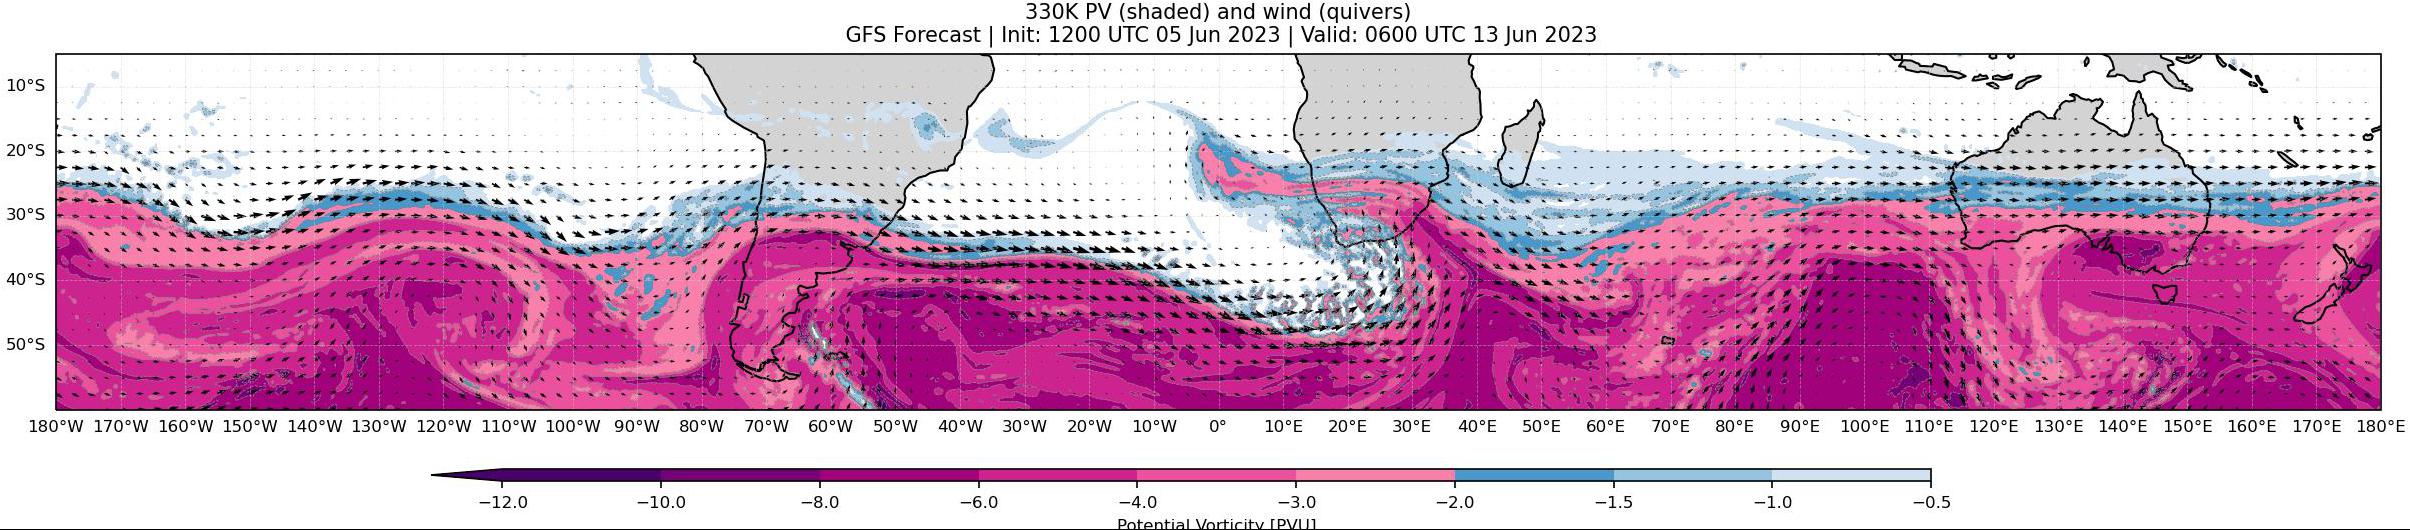 330K PV (shaded) and wind (quivers)
GFS Forecast | Init: 1200 UTC 05 Jun 2023 | Valid: 0600 UTC 13 Jun 2023
10°S
20°S
30°S
40°S
50°S
180°W 170°W 160°W 150°W 140°W 130°W 120°W 110°W 100°W 90°W 80°W 70°W 60°W 50°W 40°W 30°W 20°W 10°W 0° 10°E 20°E 30°E 40°E 50°E 60°E 70°E 80°E 90°E 100°E 110°E 120°E 130°E 140°E 150°E 160°E 170°E 180°E
−12.0 −10.0 −8.0 −6.0 −4.0 −3.0 −2.0 −1.5 −1.0 −0.5
Potential Vorticity [PVU]